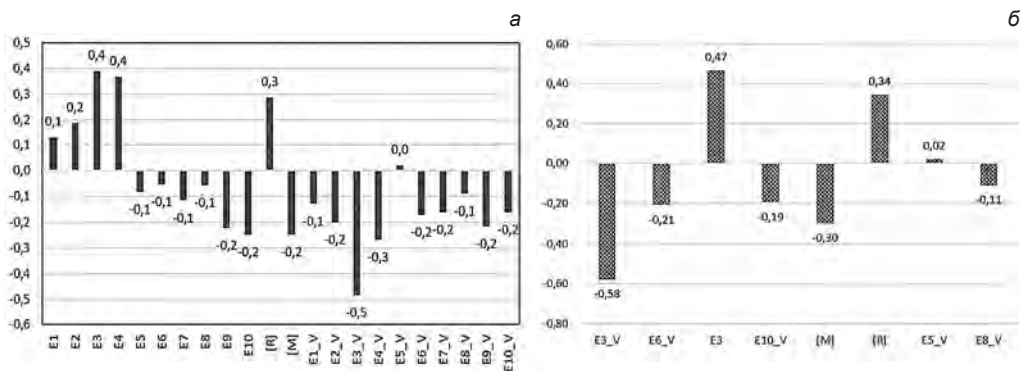 а
0,5
0,4
0,3
0,2
0,1
0,0
-0,1
-0,2
-0,3
-0,4
-0,5
-0,6
0,1
0,2
0,4
0,4
-0,1
-0,1
-0,1
-0,1
-0,2
-0,2
0,3
-0,2
-0,1
-0,2
-0,5
-0,3
0,0
-0,2
-0,2
-0,1
-0,2
-0,2
E1
E2
E3
E4
E5
E6
E7
E8
E9
E10
[R]
[M]
E1_V
E2_V
E3_V
E4_V
E5_V
E6_V
E7_V
E8_V
E9_V
E10_V
б
0,60
0,40
0,20
0,00
-0,20
-0,40
-0,60
-0,80
-0,58
-0,21
0,47
-0,19
-0,30
0,34
0,02
-0,11
E3_V
E6_V
E3
E10_V
[M]
[R]
E5_V
E8_V